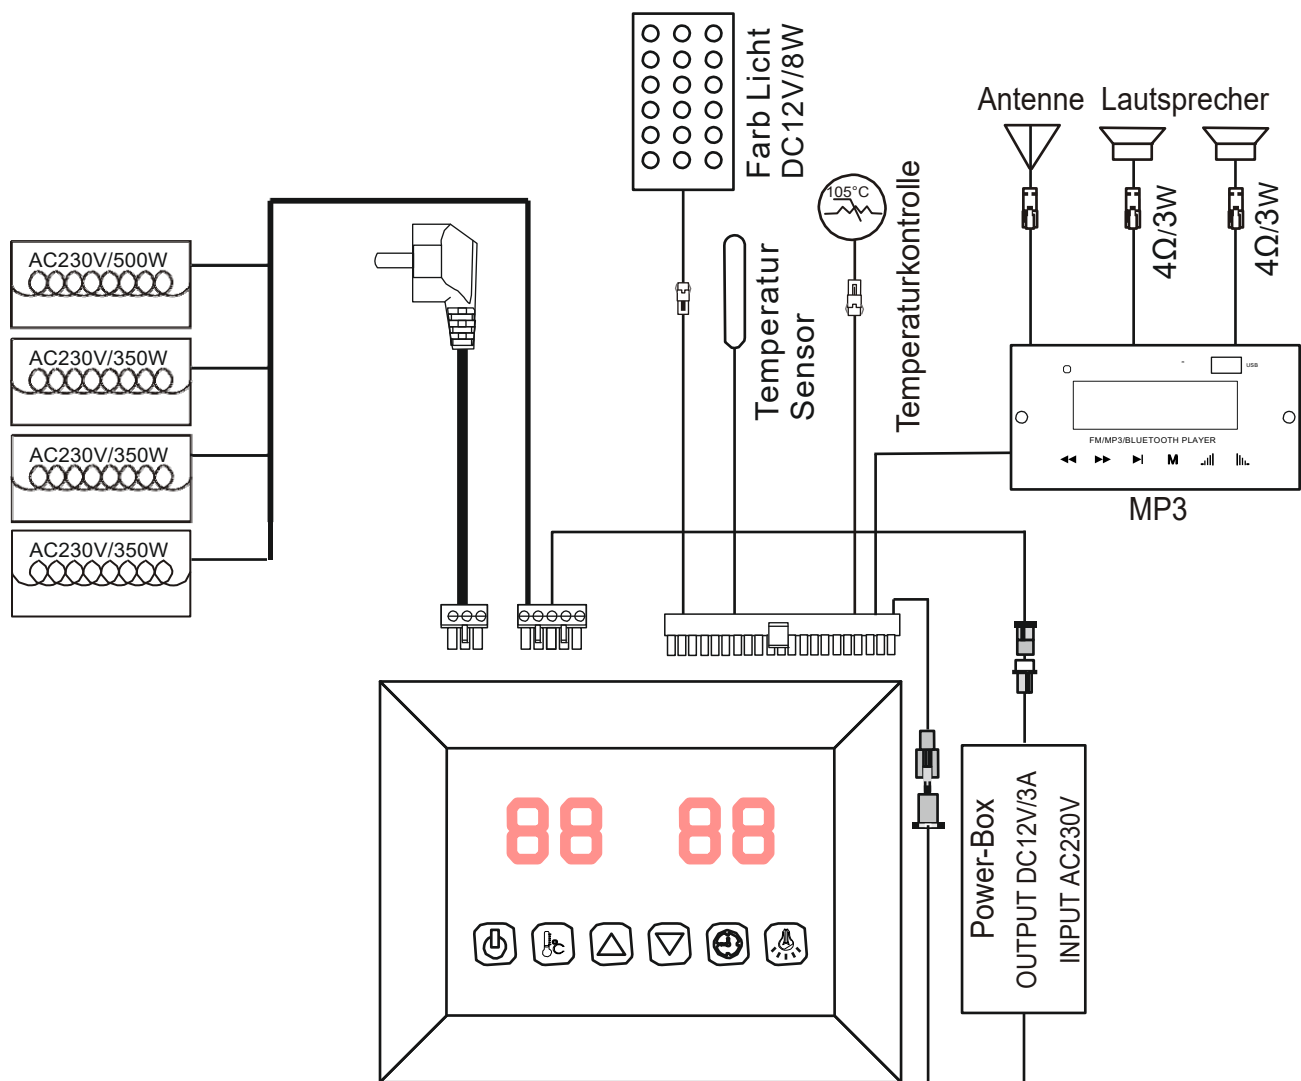 AC230V/500W
AC230V/350W
AC230V/350W
AC230V/350W
Farb Licht
DC12V/8W
Temperatur
Sensor
105°C
Temperaturkontrolle
Antenne
Lautsprecher
4Ω/3W
4Ω/3W
USB
FM/MP3/BLUETOOTH PLAYER
M
MP3
88 88
°C
Power-Box
OUTPUT DC12V/3A
INPUT AC230V